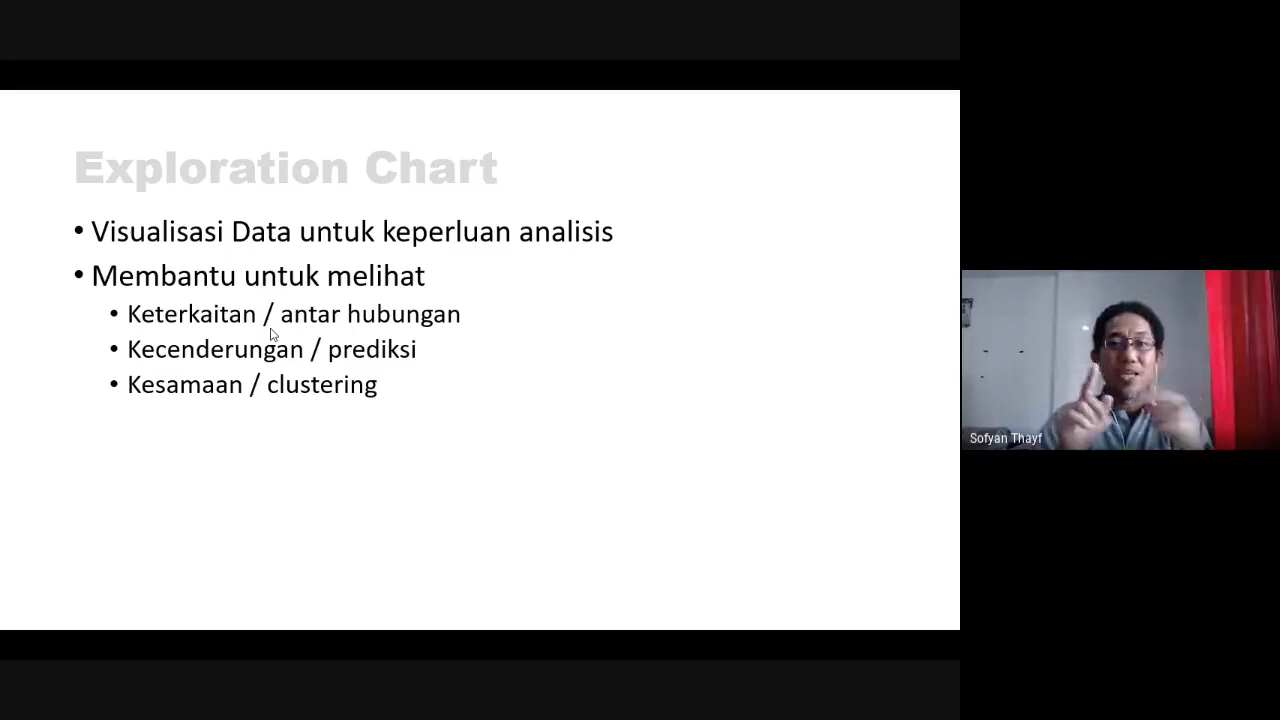 Exploration Chart
• Visualisasi Data untuk keperluan analisis
• Membantu untuk melihat
• Keterkaitan / antar hubungan
• Kecenderungan / prediksi
• Kesamaan / clustering
Sofyan Thayf